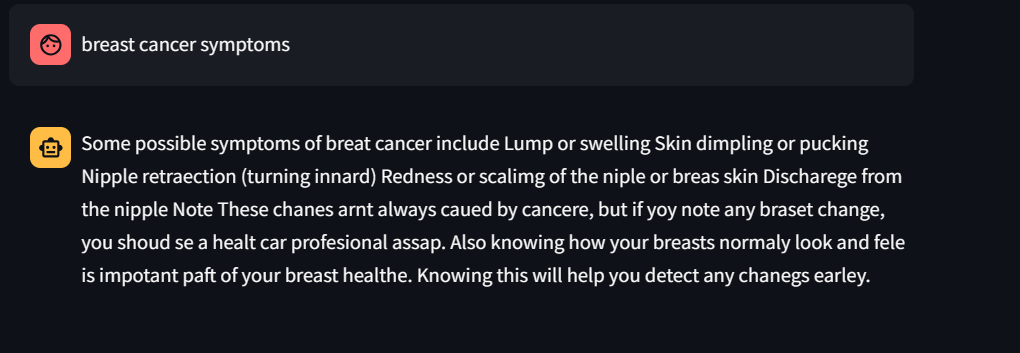 breast cancer symptoms
Some possible symptoms of breat cancer include Lump or swelling Skin dimpling or pucking
Nipple retraection (turning innard) Redness or scalimg of the niple or breas skin Discharege from
the nipple Note These chanes arnt always caued by cancere, but if yoy note any braset change,
you shoud se a healt car profesional assap. Also knowing how your breasts normaly look and fele
is impotant paft of your breast healthe. Knowing this will help you detect any chanegs earley.